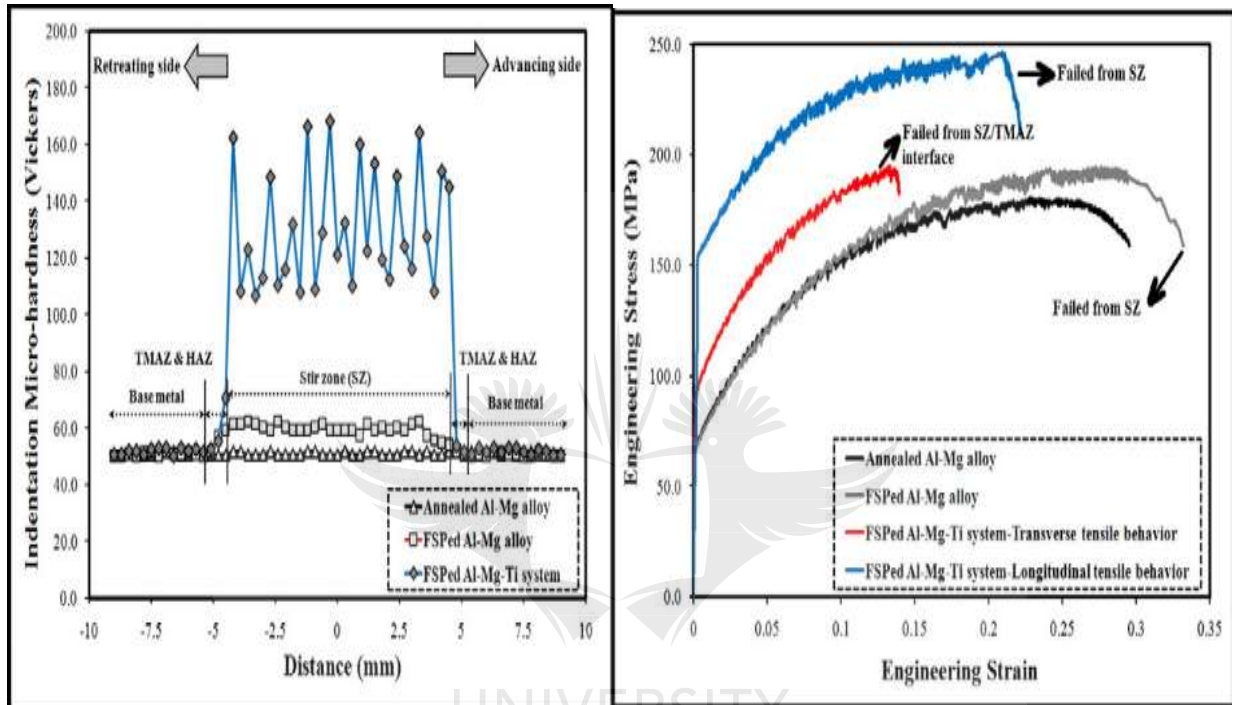 200.0
180.0
160.0
140.0
120.0
100.0
80.0
60.0
40.0
20.0
0.0
Indentation Micro-hardness (Vickers)
Retreating side
Advancing side
TMAZ & HAZ
TMAZ & HAZ
Base metal
Stir zone (SZ)
Base metal
Annealed Al-Mg alloy
FSPed Al-Mg alloy
FSPed Al-Mg-Ti system
-10 -7.5 -5 -2.5 0 2.5 5 7.5 10
Distance (mm)
250.0
200.0
150.0
100.0
50.0
0.0
Engineering Stress (MPa)
Failed from SZ
Failed from SZ/TMAZ
interface
Failed from SZ
Annealed Al-Mg alloy
FSPed Al-Mg alloy
FSPed Al-Mg-Ti system-Transverse tensile behavior
FSPed Al-Mg-Ti system-Longitudinal tensile behavior
0 0.05 0.1 0.15 0.2 0.25 0.3 0.35
Engineering Strain
UNIVERSITY